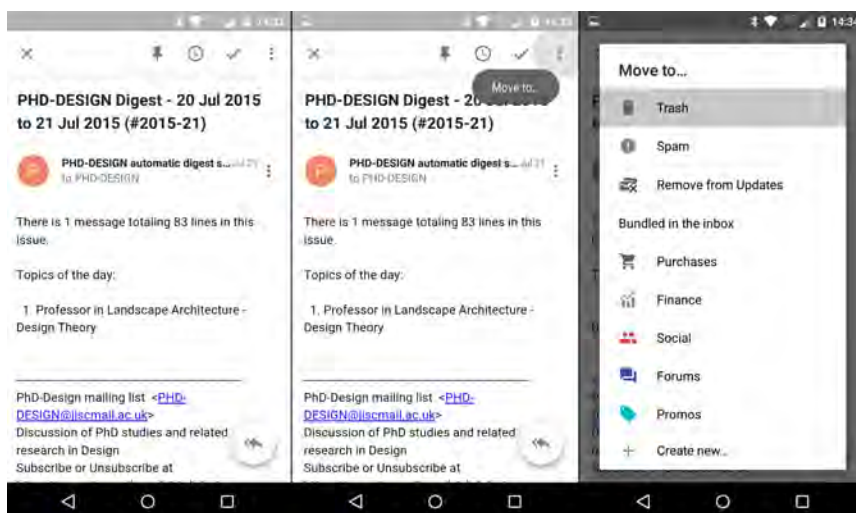 PHD-DESIGN Digest - 20 Jul 2015
to 21 Jul 2015 (#2015-21)
PHD-DESIGN automatic digest s... Jul 21
to PHD-DESIGN
There is 1 message totaling 83 lines in this
issue.
Topics of the day:
1. Professor in Landscape Architecture -
Design Theory
PhD-Design mailing list <PHD-
DESIGN@jiscmail.ac.uk>
Discussion of PhD studies and related
research in Design
Subscribe or Unsubscribe at
Move to...
PHD-DESIGN Digest - 20
to 21 Jul 2015 (#2015-21)
PHD-DESIGN automatic digest s... Jul 21
to PHD-DESIGN
There is 1 message totaling 83 lines in this
issue.
Topics of the day:
1. Professor in Landscape Architecture -
Design Theory
PhD-Design mailing list <PHD-
DESIGN@jiscmail.ac.uk>
Discussion of PhD studies and related
research in Design
Subscribe or Unsubscribe at
14:34
Move to...
Trash
Spam
Remove from Updates
Bundled in the inbox
Purchases
Finance
Social
Forums
Promos
Create new...